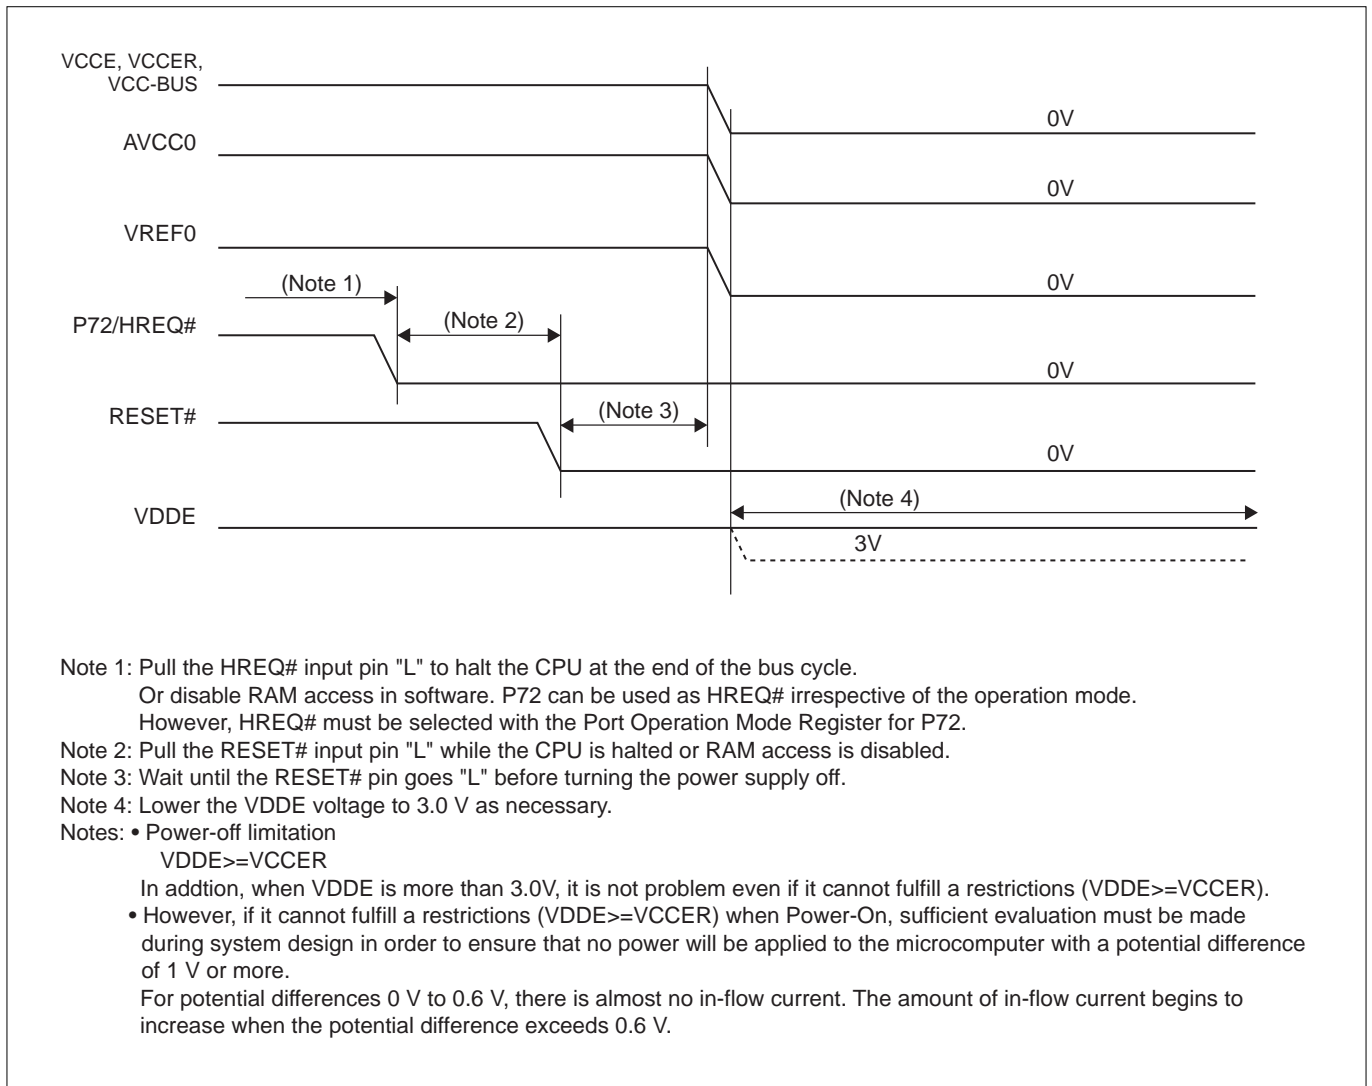 VCCE, VCCER,
VCC-BUS
0V
AVCC0
0V
VREF0
0V
(Note 1)
P72/HREQ#
(Note 2)
0V
RESET#
(Note 3)
0V
VDDE
(Note 4)
3V
Note 1: Pull the HREQ# input pin "L" to halt the CPU at the end of the bus cycle.
Or disable RAM access in software. P72 can be used as HREQ# irrespective of the operation mode.
However, HREQ# must be selected with the Port Operation Mode Register for P72.
Note 2: Pull the RESET# input pin "L" while the CPU is halted or RAM access is disabled.
Note 3: Wait until the RESET# pin goes "L" before turning the power supply off.
Note 4: Lower the VDDE voltage to 3.0 V as necessary.
Notes: • Power-off limitation
VDDE>=VCCER
In addtion, when VDDE is more than 3.0V, it is not problem even if it cannot fulfill a restrictions (VDDE>=VCCER).
• However, if it cannot fulfill a restrictions (VDDE>=VCCER) when Power-On, sufficient evaluation must be made
during system design in order to ensure that no power will be applied to the microcomputer with a potential difference
of 1 V or more.
For potential differences 0 V to 0.6 V, there is almost no in-flow current. The amount of in-flow current begins to
increase when the potential difference exceeds 0.6 V.